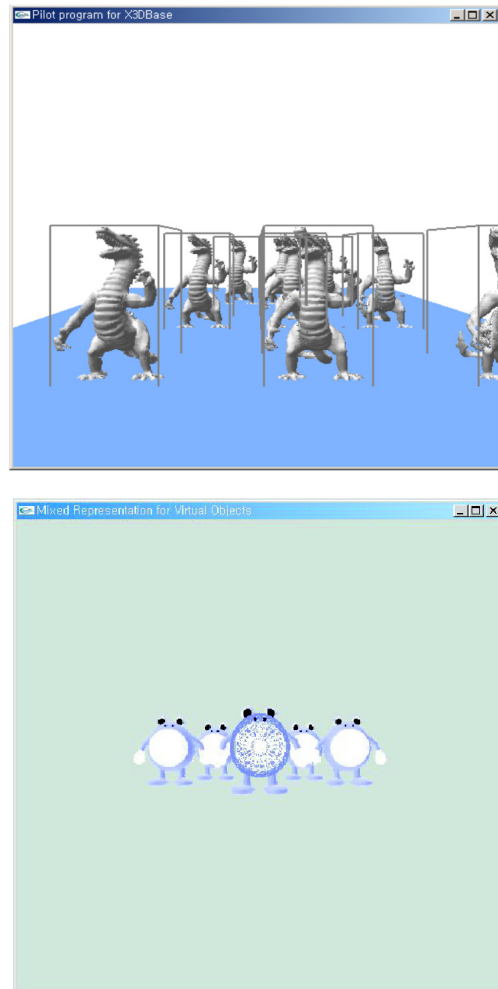 Pilot program for X3DBase
Mixed Representation for Virtual Objects